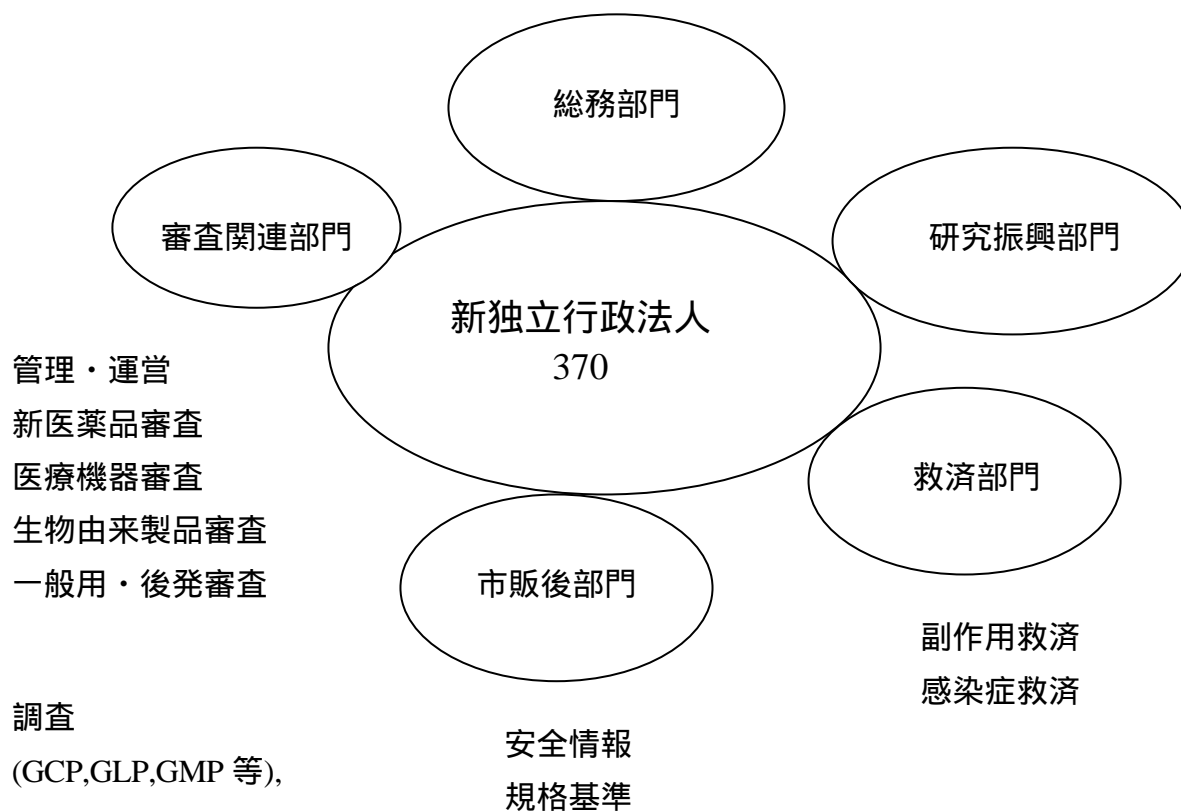 総務部門
審査関連部門
研究振興部門
新独立行政法人
370
管理・運営
新医薬品審査
医療機器審査
生物由来製品審査
一般用・後発審査
救済部門
市販後部門
副作用救済
感染症救済
調査
(GCP,GLP,GMP 等),
安全情報
規格基準